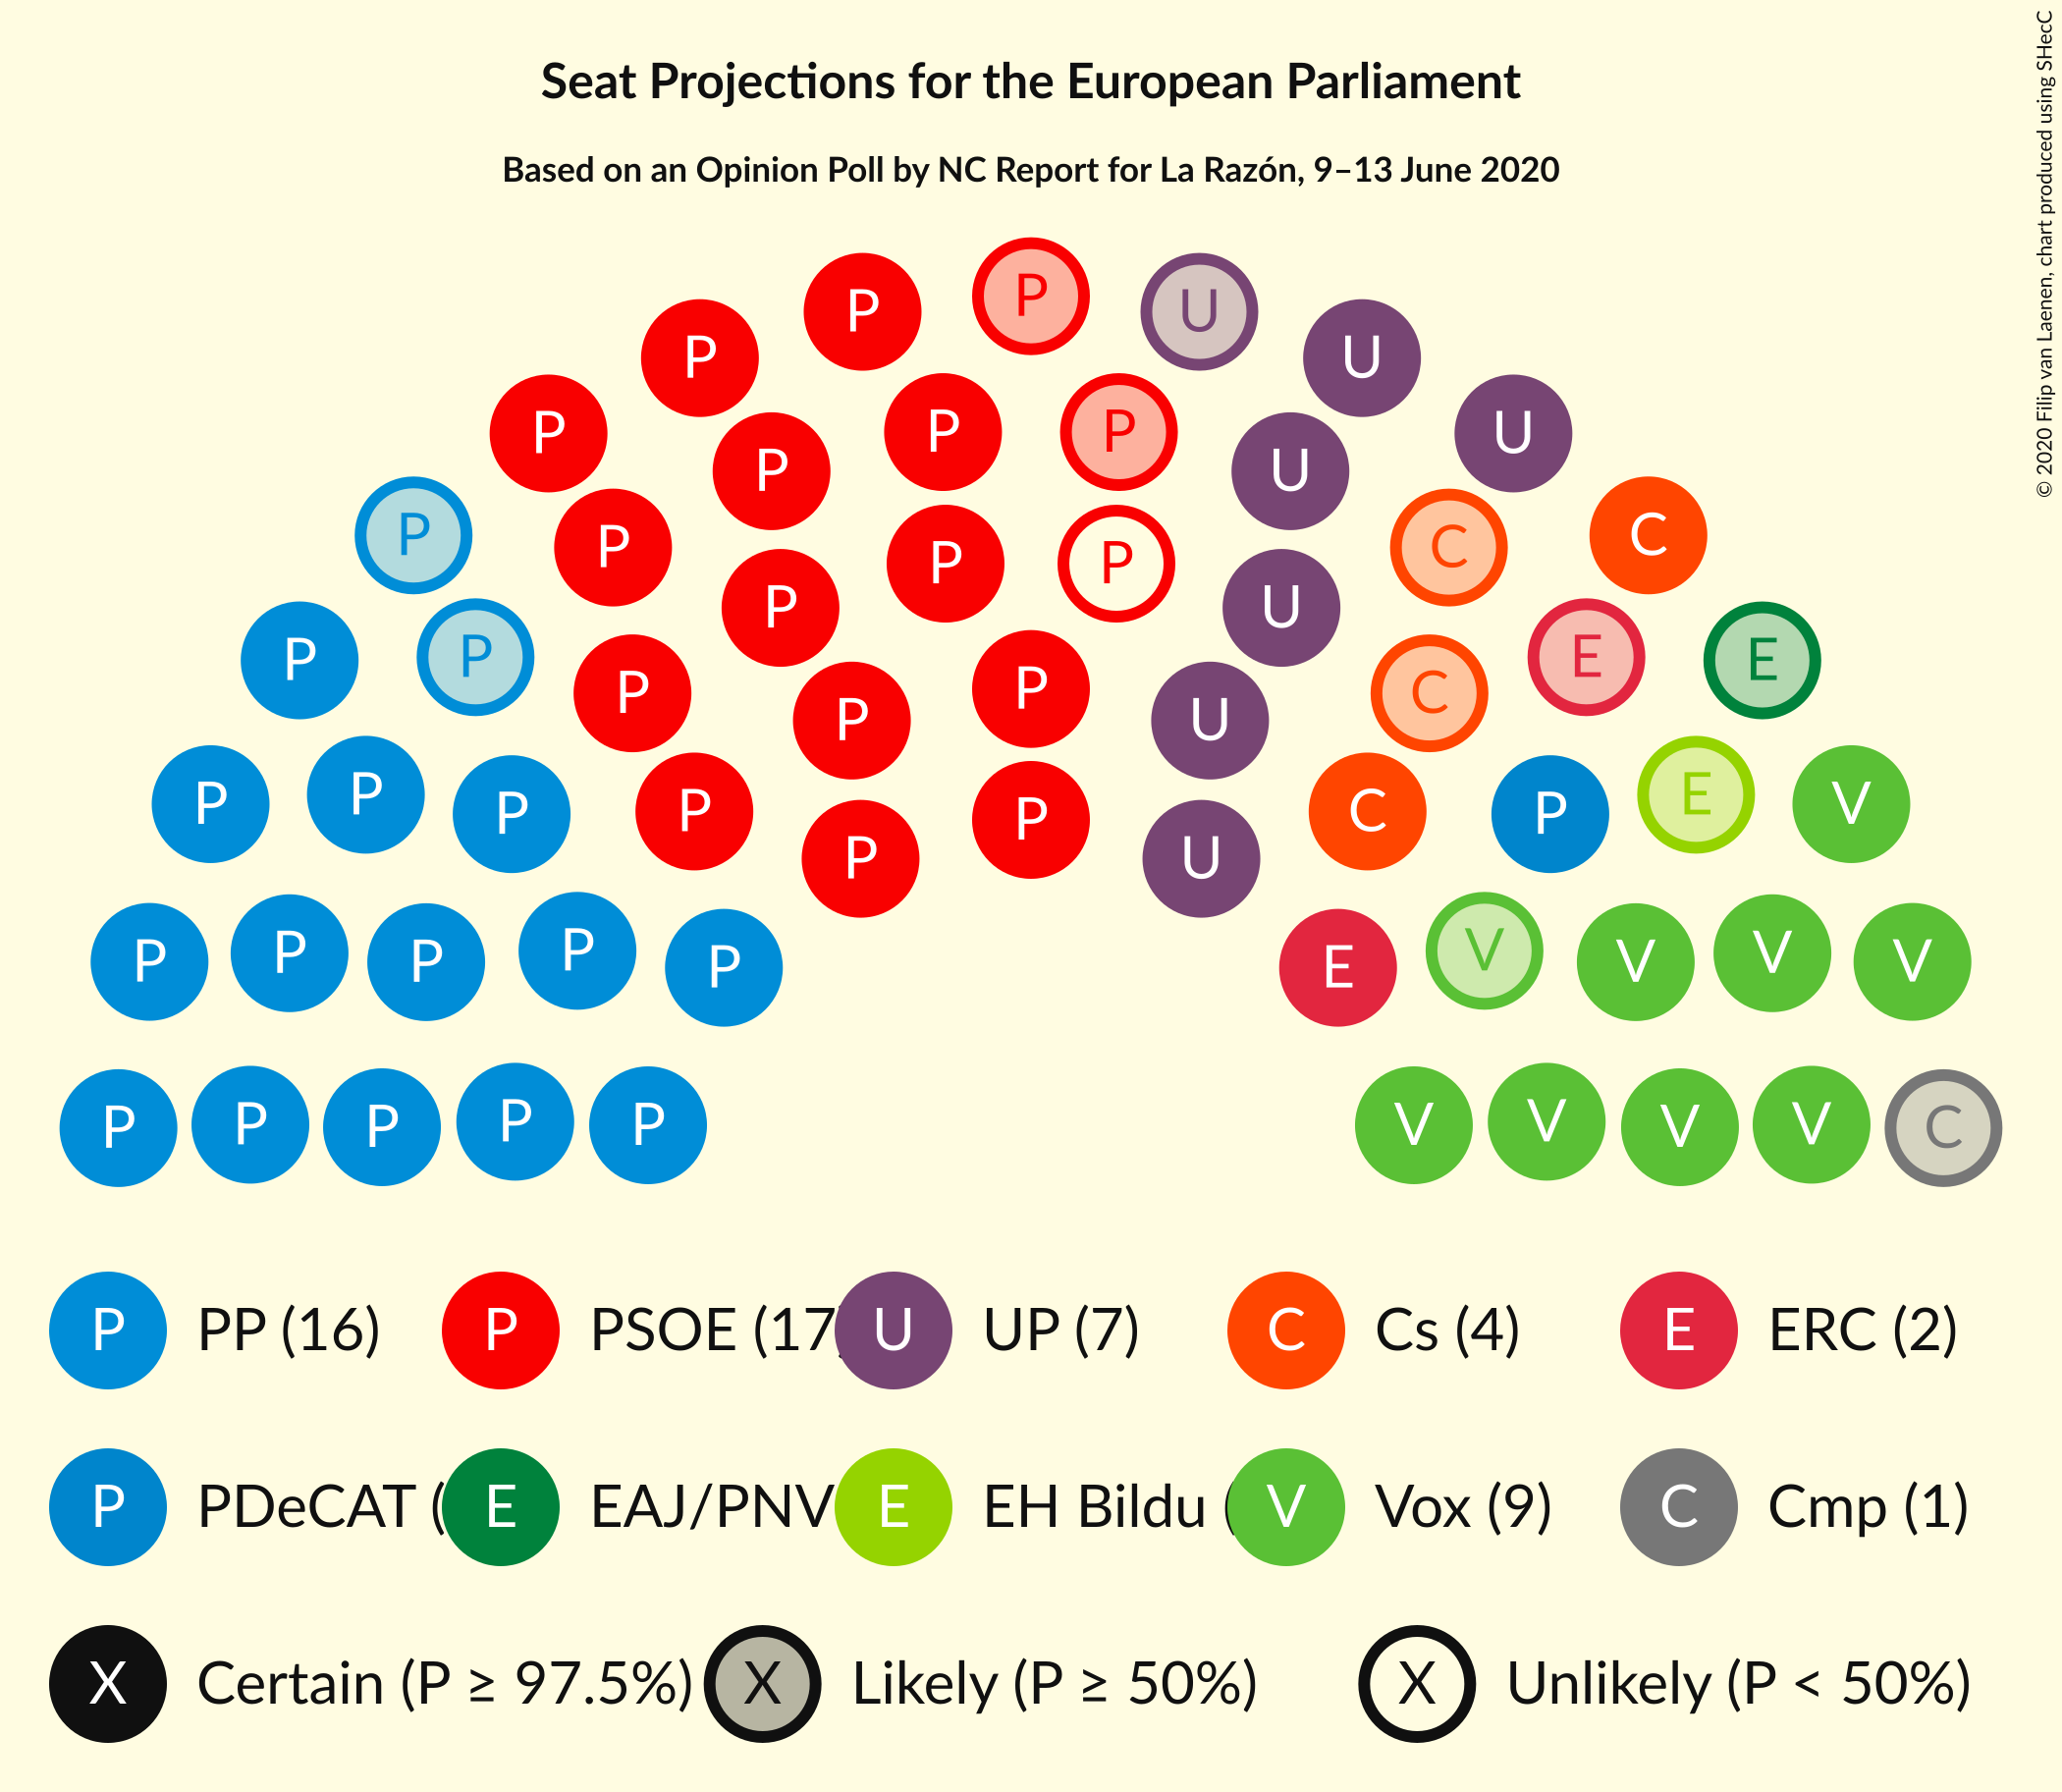 © 2020 Filip van Laenen, chart produced using SHecC
Seat Projections for the European Parliament
Based on an Opinion Poll by NC Report for La Razón, 9–13 June 2020
P P U
P U
P P P U
P U
P P P P C C
P U
P P P P C E E
P U
P P P P P C P E V
P U
P P P P P E V V V V
P P P P P V V V V C
P PP (16) P PSOE (17 U UP (7) C Cs (4) E ERC (2)
P PDeCAT ( E EAJ/PNV E EH Bildu ( V Vox (9) C Cmp (1)
X Certain (P ≥ 97.5%) X Likely (P ≥ 50%) X Unlikely (P < 50%)